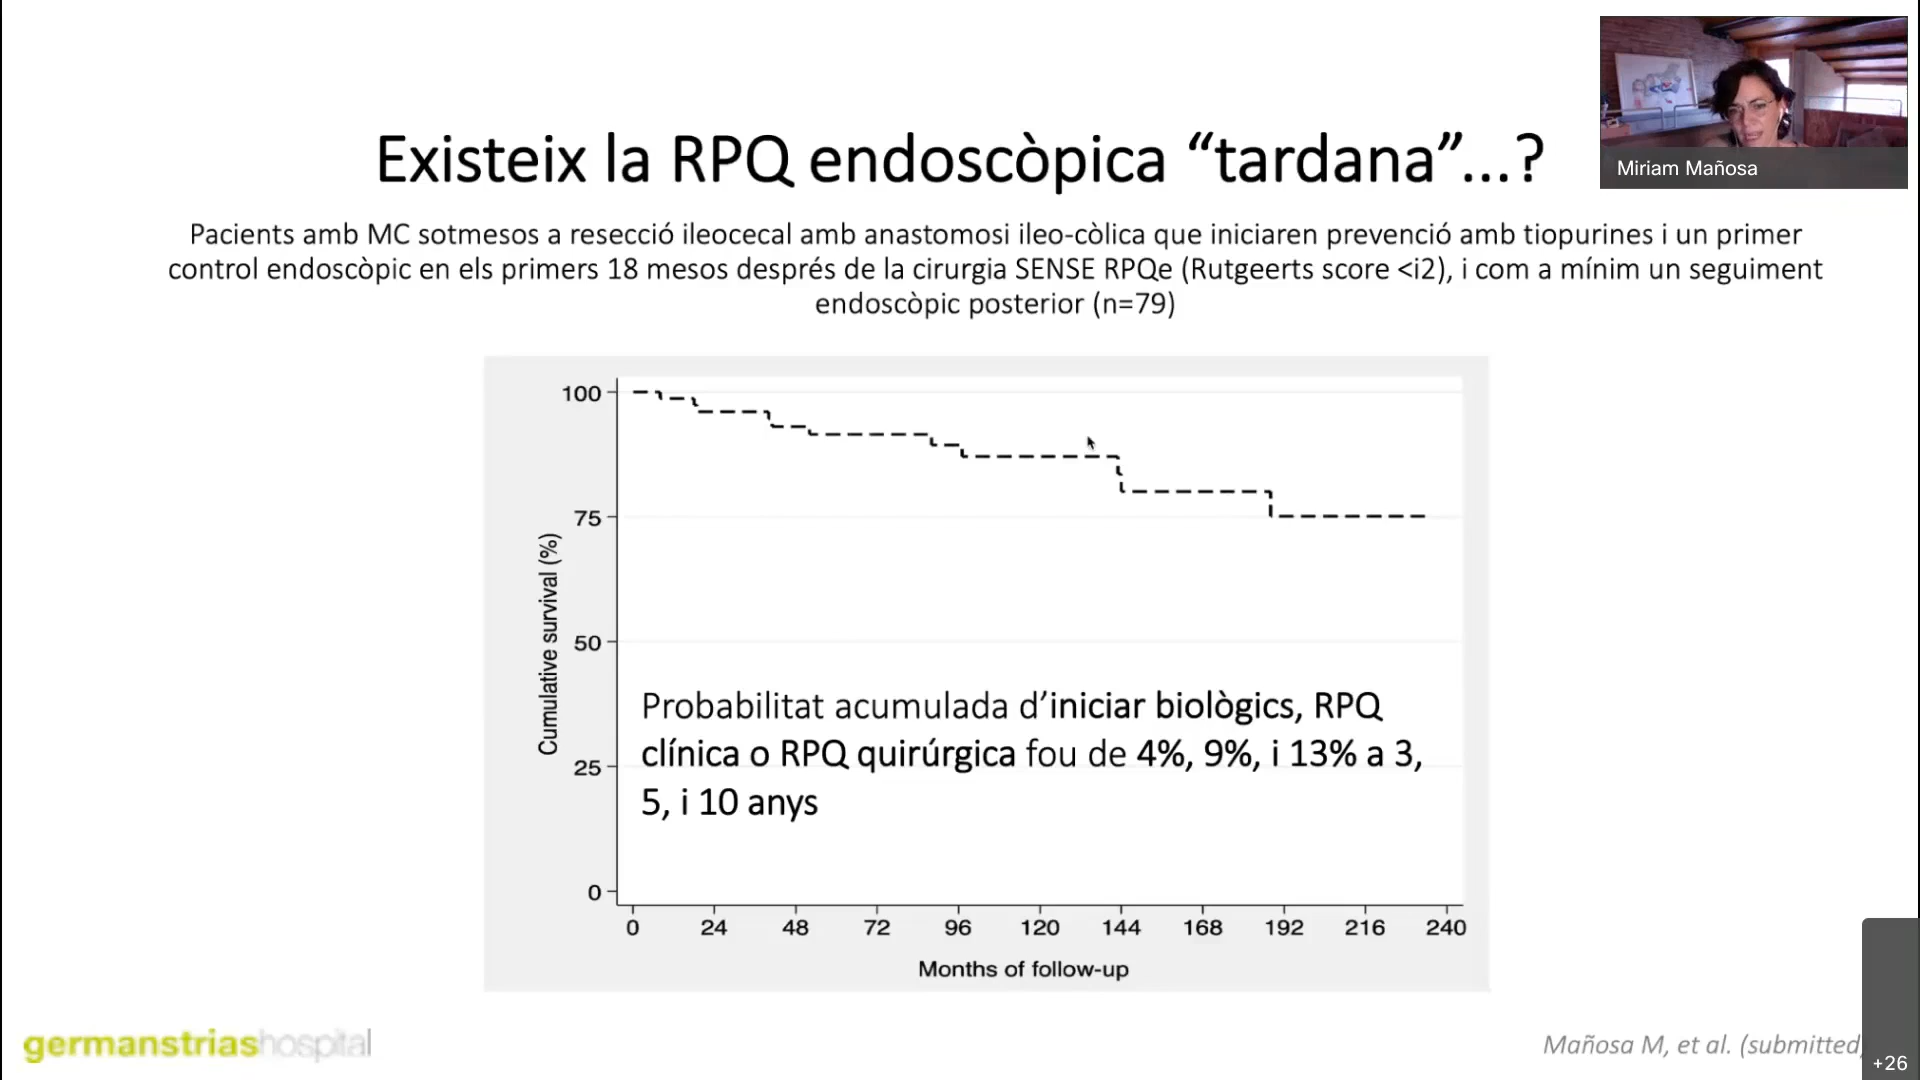 Existeix la RPQ endoscòpica “tardana”...?
Miriam Mañosa
Pacients amb MC sotmesos a resecció ileocecal amb anastomosi ileo-còlica que iniciaren prevenció amb tiopurines i un primer
control endoscòpic en els primers 18 mesos després de la cirurgia SENSE RPQe (Rutgeerts score <i2), i com a mínim un seguiment
endoscòpic posterior (n=79)
100
75
50
25
0
Cumulative survival (%)
Probabilitat acumulada d’iniciar biològics, RPQ
clínica o RPQ quirúrgica fou de 4%, 9%, i 13% a 3,
5, i 10 anys
0 24 48 72 96 120 144 168 192 216 240
Months of follow-up
germanstriashospital
Mañosa M, et al. (submitted)
+26